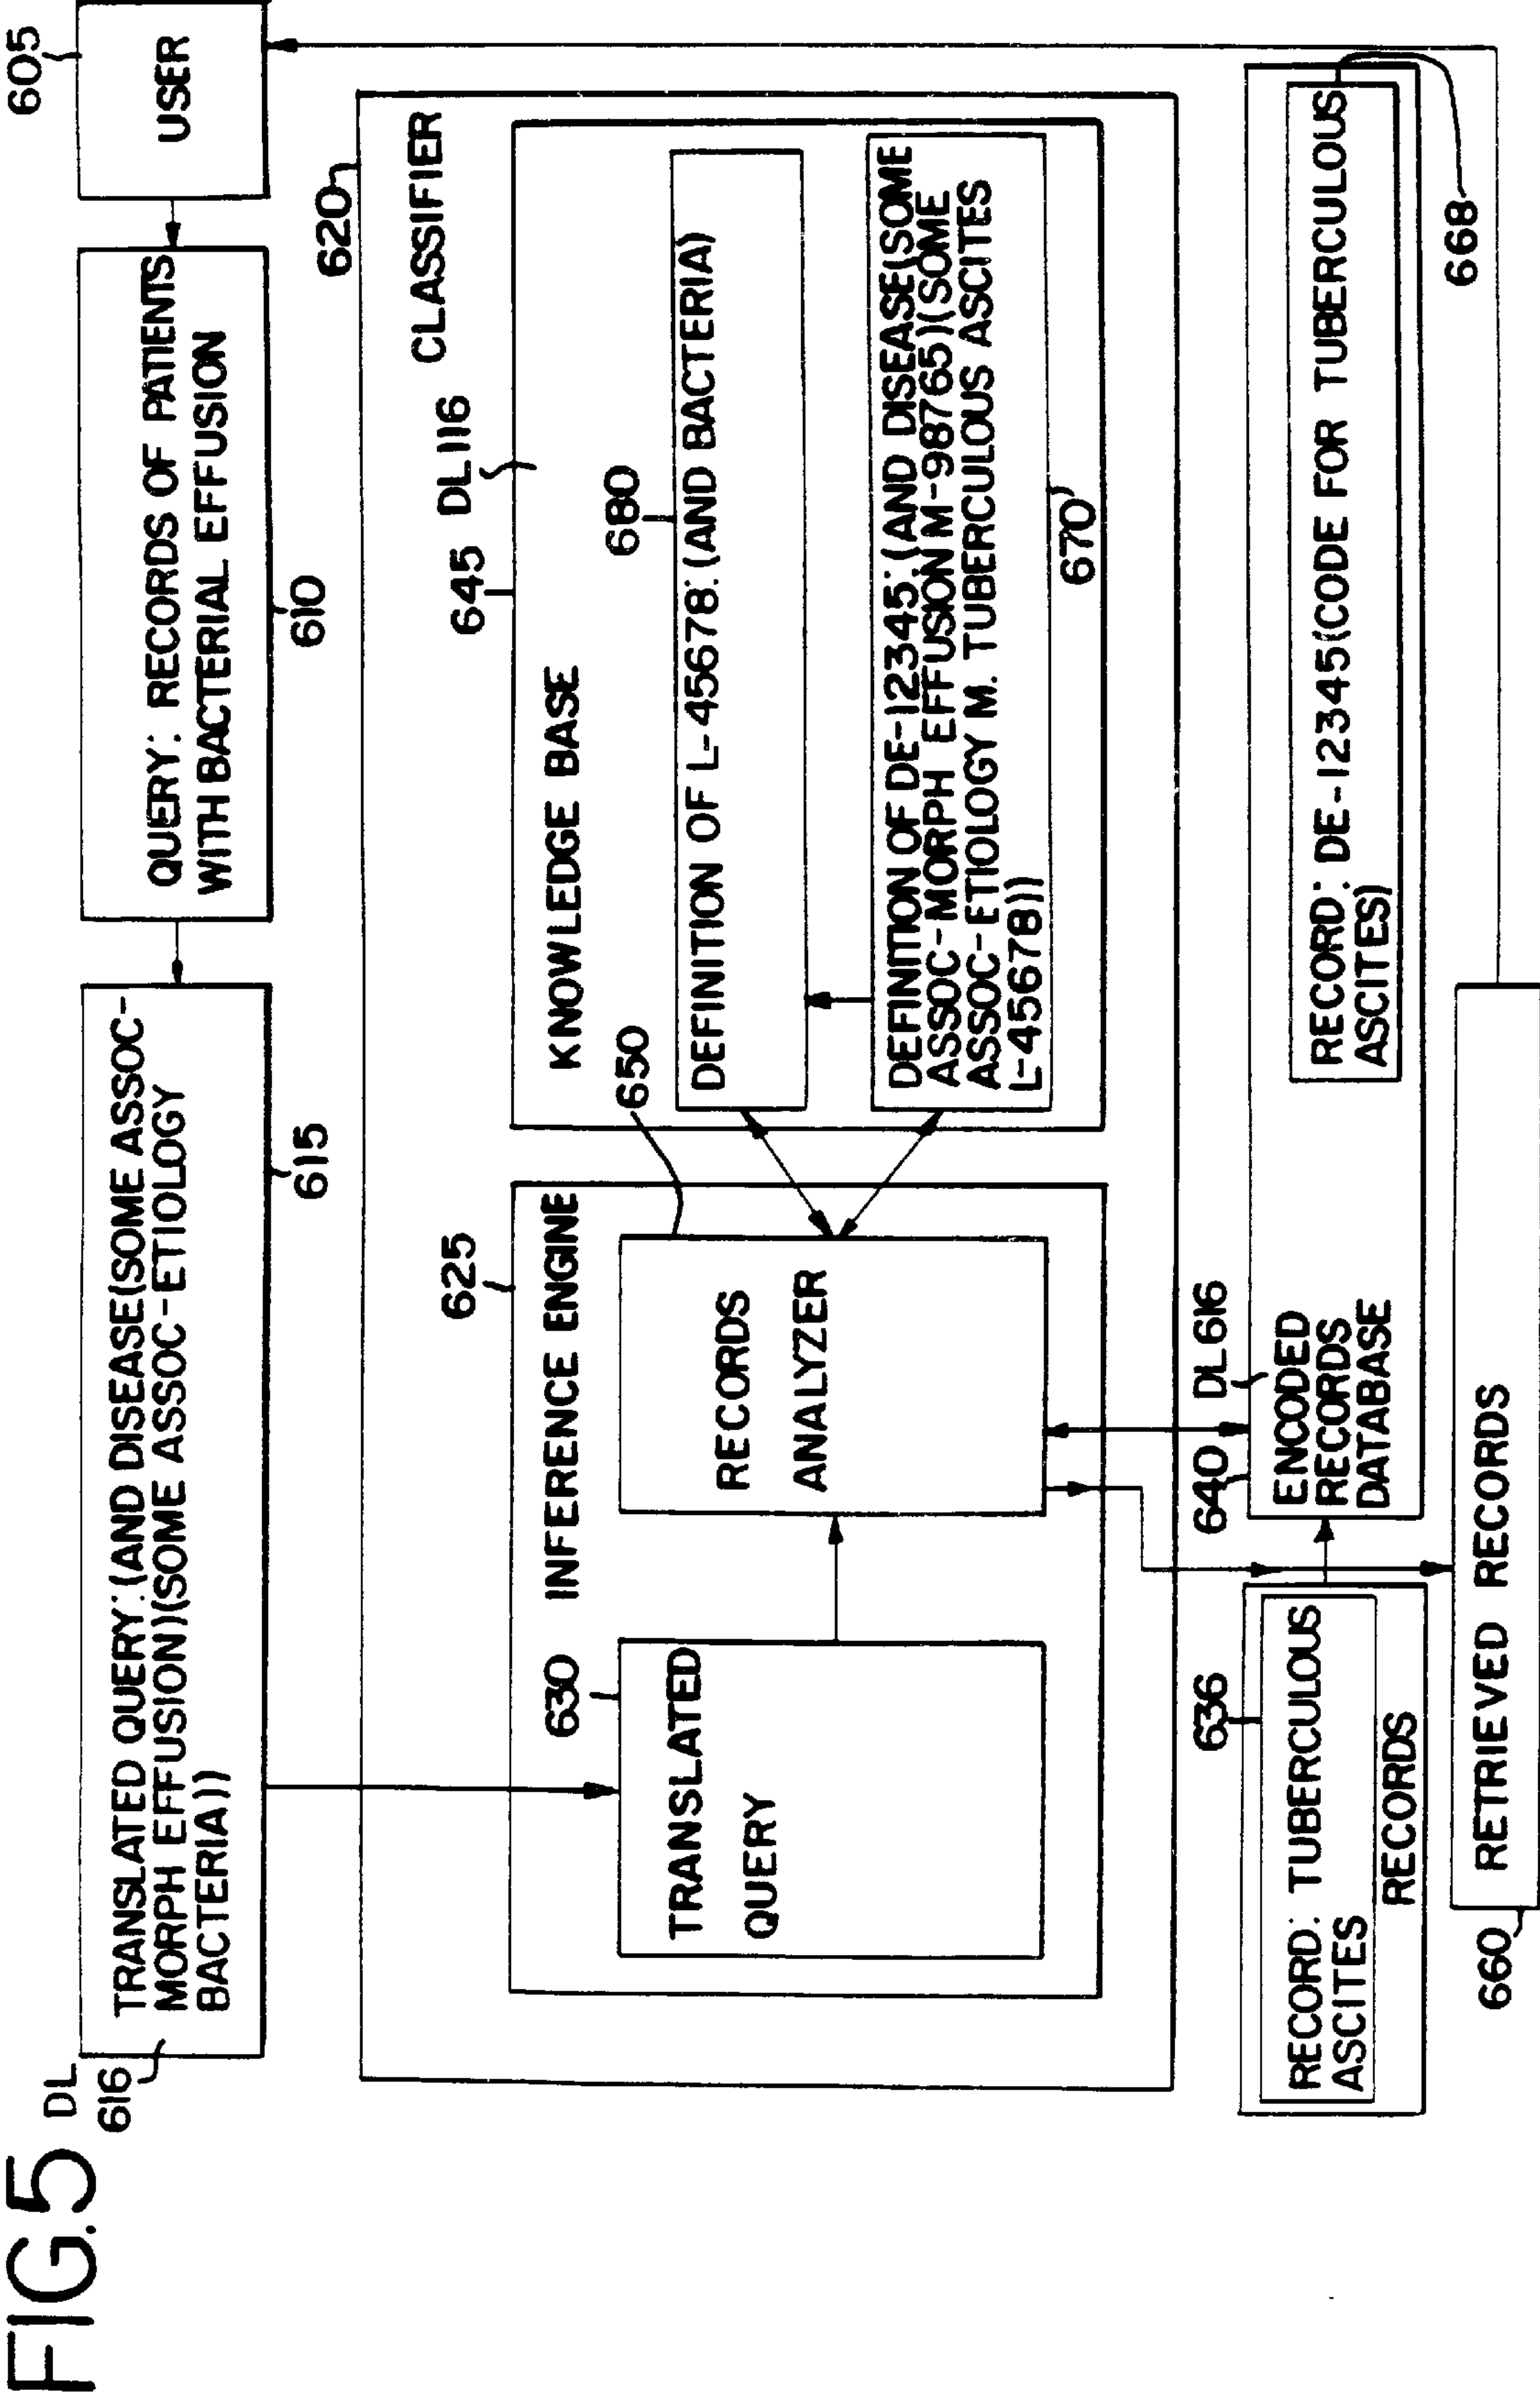 FIG.5
DL
616
TRANSLATED QUERY: (AND DISEASE(SOME ASSOC-
MORPH EFFUSION)(SOME ASSOC-ETIOLOGY
BACTERIA))
615
QUERY: RECORDS OF PATIENTS
WITH BACTERIAL EFFUSION
610
605
USER
620
CLASSIFIER
625
INFERENCE ENGINE
630
TRANSLATED
QUERY
650
RECORDS
ANALYZER
645
DL116
KNOWLEDGE BASE
680
DEFINITION OF L-45678: (AND BACTERIA)
DEFINITION OF DE-12345: (AND DISEASE(SOME
ASSOC-MORPH EFFUSION M-98765)(SOME
ASSOC-ETIOLOGY M. TUBERCULOUS ASCITES
L-45678))
670
636
RECORD: TUBERCULOUS
ASCITES
RECORDS
640
DL616
ENCODED
RECORDS
DATABASE
RECORD: DE-12345(CODE FOR TUBERCULOUS
ASCITES)
668
660
RETRIEVED RECORDS